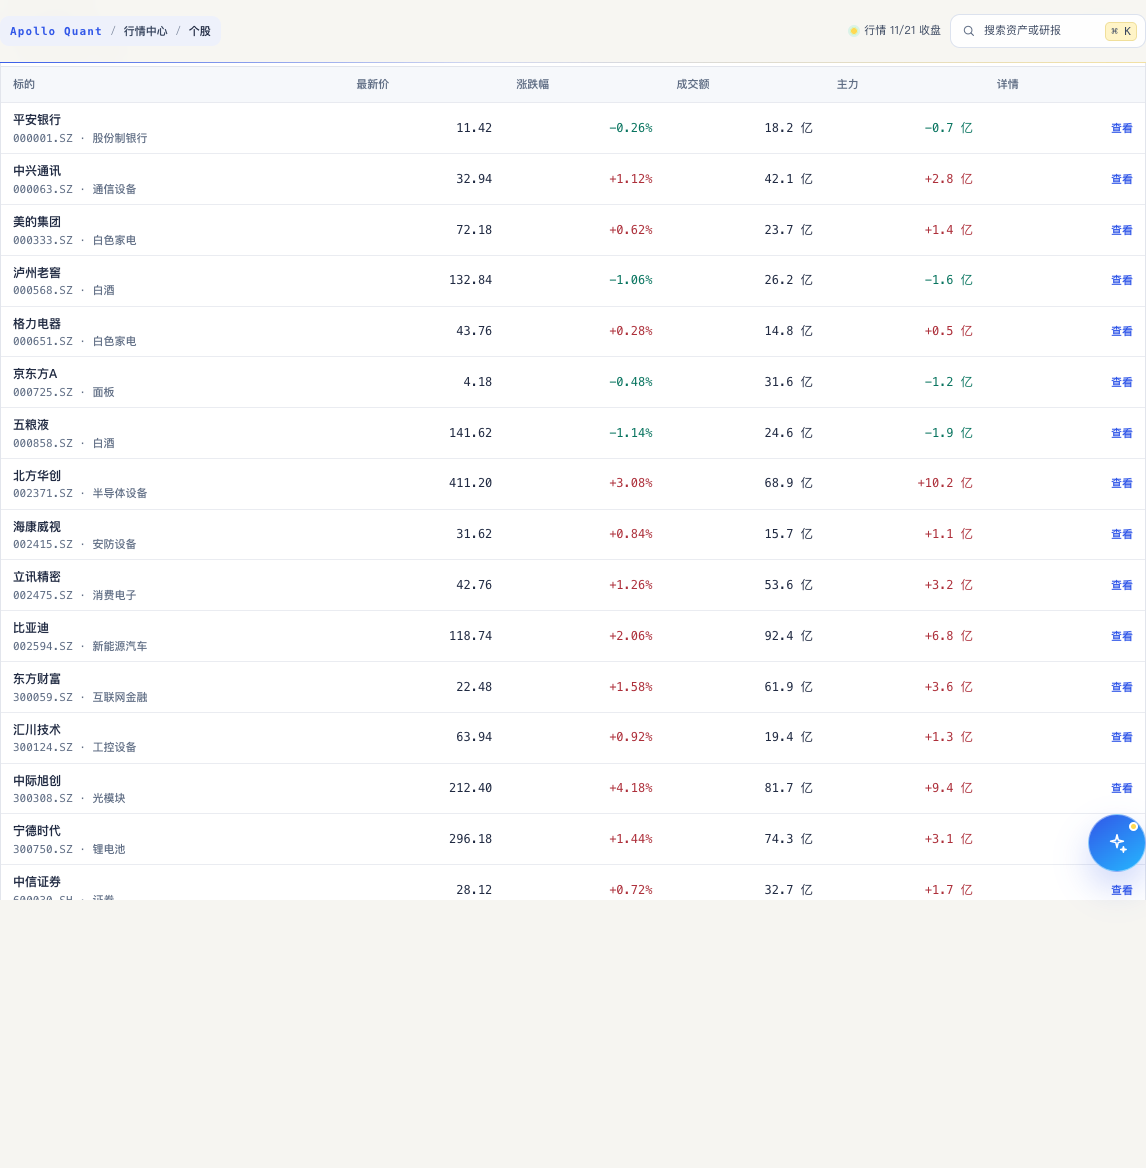 Apollo Quant / 行情中心 / 个股
行情 11/21 收盘
搜索资产或研报
⌘ K
标的 最新价 涨跌幅 成交额 主力 详情
平安银行
000001.SZ · 股份制银行
11.42 −0.26% 18.2 亿 −0.7 亿 查看
中兴通讯
000063.SZ · 通信设备
32.94 +1.12% 42.1 亿 +2.8 亿 查看
美的集团
000333.SZ · 白色家电
72.18 +0.62% 23.7 亿 +1.4 亿 查看
泸州老窖
000568.SZ · 白酒
132.84 −1.06% 26.2 亿 −1.6 亿 查看
格力电器
000651.SZ · 白色家电
43.76 +0.28% 14.8 亿 +0.5 亿 查看
京东方A
000725.SZ · 面板
4.18 −0.48% 31.6 亿 −1.2 亿 查看
五粮液
000858.SZ · 白酒
141.62 −1.14% 24.6 亿 −1.9 亿 查看
北方华创
002371.SZ · 半导体设备
411.20 +3.08% 68.9 亿 +10.2 亿 查看
海康威视
002415.SZ · 安防设备
31.62 +0.84% 15.7 亿 +1.1 亿 查看
立讯精密
002475.SZ · 消费电子
42.76 +1.26% 53.6 亿 +3.2 亿 查看
比亚迪
002594.SZ · 新能源汽车
118.74 +2.06% 92.4 亿 +6.8 亿 查看
东方财富
300059.SZ · 互联网金融
22.48 +1.58% 61.9 亿 +3.6 亿 查看
汇川技术
300124.SZ · 工控设备
63.94 +0.92% 19.4 亿 +1.3 亿 查看
中际旭创
300308.SZ · 光模块
212.40 +4.18% 81.7 亿 +9.4 亿 查看
宁德时代
300750.SZ · 锂电池
296.18 +1.44% 74.3 亿 +3.1 亿 查看
中信证券
600030.SH · 证券
28.12 +0.72% 32.7 亿 +1.7 亿 查看